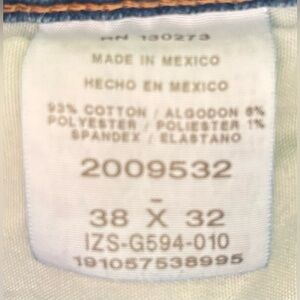 RN 130273
MADE IN MEXICO
HECHO EN MEXICO
93% COTTON / ALGODON 6%
POLYESTER / POLIESTER 1%
SPANDEX / ELASTANO
2009532
-
38 X 32
IZS-G594-010
191057538995